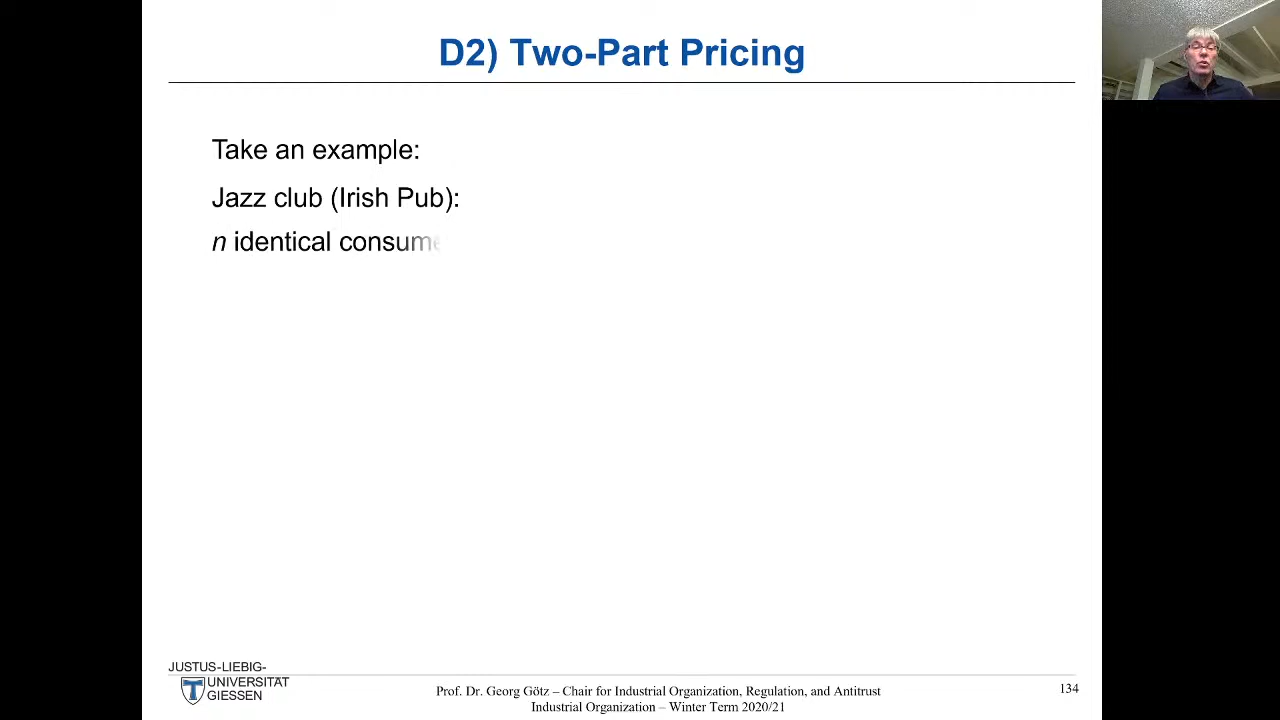 D2) Two-Part Pricing
Take an example:
Jazz club (Irish Pub):
n identical consume
JUSTUS-LIEBIG-
UNIVERSITÄT
GIESSEN
Prof. Dr. Georg Götz – Chair for Industrial Organization, Regulation, and Antitrust
Industrial Organization – Winter Term 2020/21
134